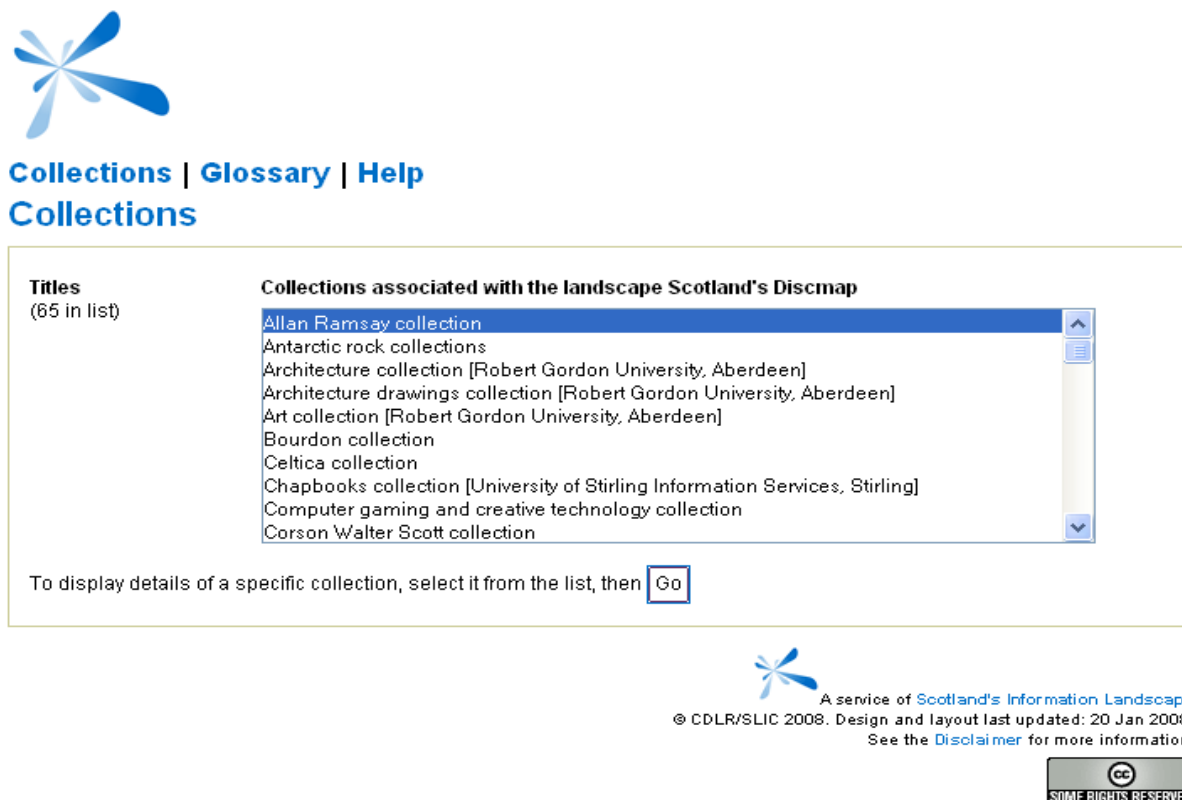 Collections | Glossary | Help
Collections
Titles
(65 in list)
Collections associated with the landscape Scotland's Discmap
Allan Ramsay collection
Antarctic rock collections
Architecture collection [Robert Gordon University, Aberdeen]
Architecture drawings collection [Robert Gordon University, Aberdeen]
Art collection [Robert Gordon University, Aberdeen]
Bourdon collection
Celtica collection
Chapbooks collection [University of Stirling Information Services, Stirling]
Computer gaming and creative technology collection
Corson Walter Scott collection
To display details of a specific collection, select it from the list, then Go
A service of Scotland's Information Landscap
© CDLR/SLIC 2008. Design and layout last updated: 20 Jan 2008
See the Disclaimer for more informatio
cc
SOME RIGHTS RESERVE